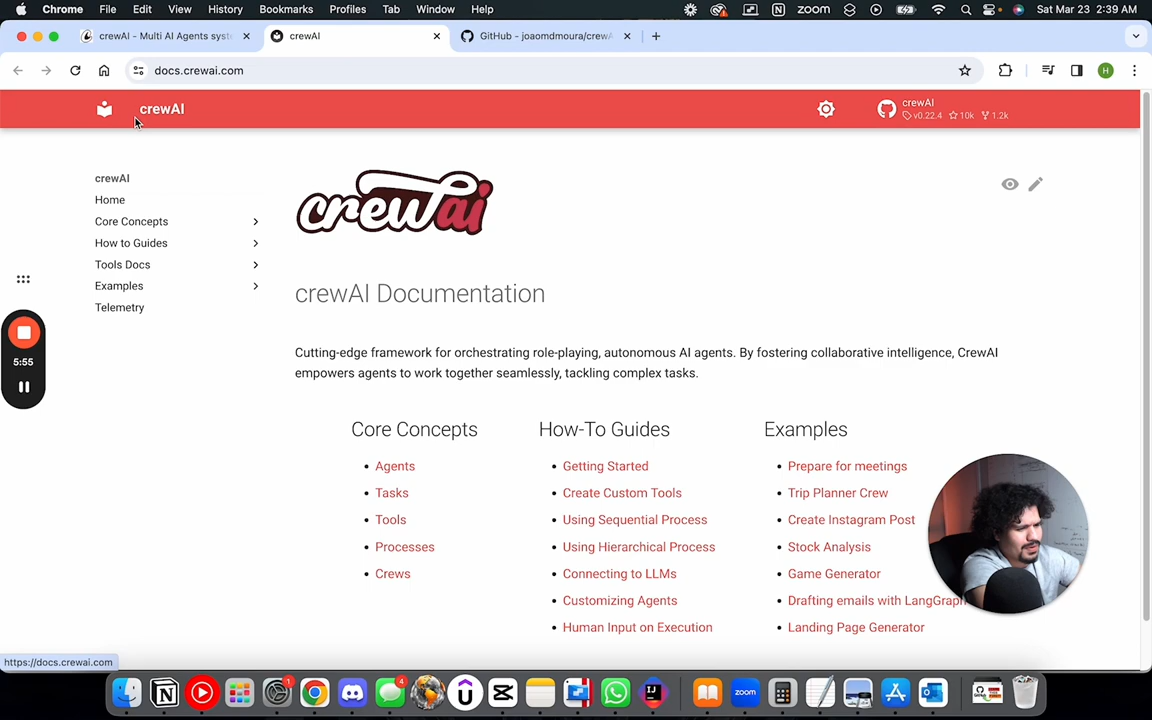 Chrome File Edit View History Bookmarks Profiles Tab Window Help zoom Sat Mar 23 2:39 AM
crewAI - Multi AI Agents syste
crewAI
GitHub - joaomdmoura/crewA
docs.crewai.com
H
crewAI
crewAI
v0.22.4 10k 1.2k
crewAI
Home
Core Concepts
How to Guides
Tools Docs
Examples
Telemetry
crewai
crewAI Documentation
Cutting-edge framework for orchestrating role-playing, autonomous AI agents. By fostering collaborative intelligence, CrewAI
empowers agents to work together seamlessly, tackling complex tasks.
5:55
Core Concepts
Agents
Tasks
Tools
Processes
Crews
How-To Guides
Getting Started
Create Custom Tools
Using Sequential Process
Using Hierarchical Process
Connecting to LLMs
Customizing Agents
Human Input on Execution
Examples
Prepare for meetings
Trip Planner Crew
Create Instagram Post
Stock Analysis
Game Generator
Drafting emails with LangGraph
Landing Page Generator
https://docs.crewai.com
1
4
zoom